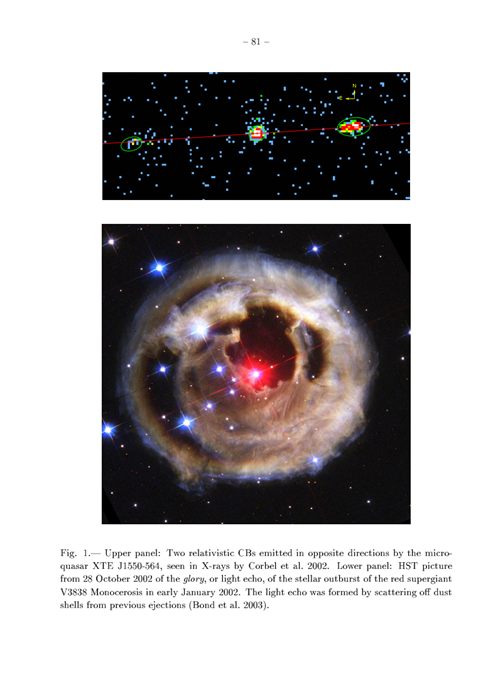 – 81 –
N
E
Fig. 1.— Upper panel: Two relativistic CBs emitted in opposite directions by the micro-
quasar XTE J1550-564, seen in X-rays by Corbel et al. 2002. Lower panel: HST picture
from 28 October 2002 of the glory, or light echo, of the stellar outburst of the red supergiant
V3838 Monocerosis in early January 2002. The light echo was formed by scattering off dust
shells from previous ejections (Bond et al. 2003).